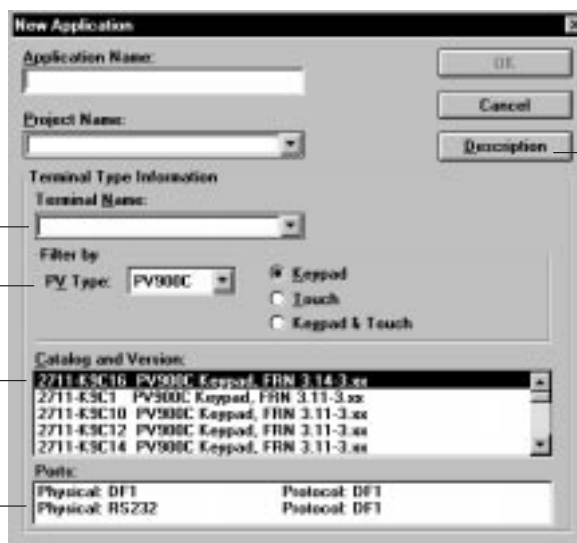 New Application
Application Name:
OK
Cancel
Project Name:
Description
Terminal Type Information
Terminal Name:
Filter by
PV Type: PV900C
Keypad
Touch
Keypad & Touch
Catalog and Version:
2711-K9C16 PV900C Keypad, FRN 3.14-3.xx
2711-K9C1 PV900C Keypad, FRN 3.11-3.xx
2711-K9C10 PV900C Keypad, FRN 3.11-3.xx
2711-K9C12 PV900C Keypad, FRN 3.11-3.xx
2711-K9C14 PV900C Keypad, FRN 3.11-3.xx
Ports:
Physical: DF1 Protocol: DF1
Physical: RS232 Protocol: DF1